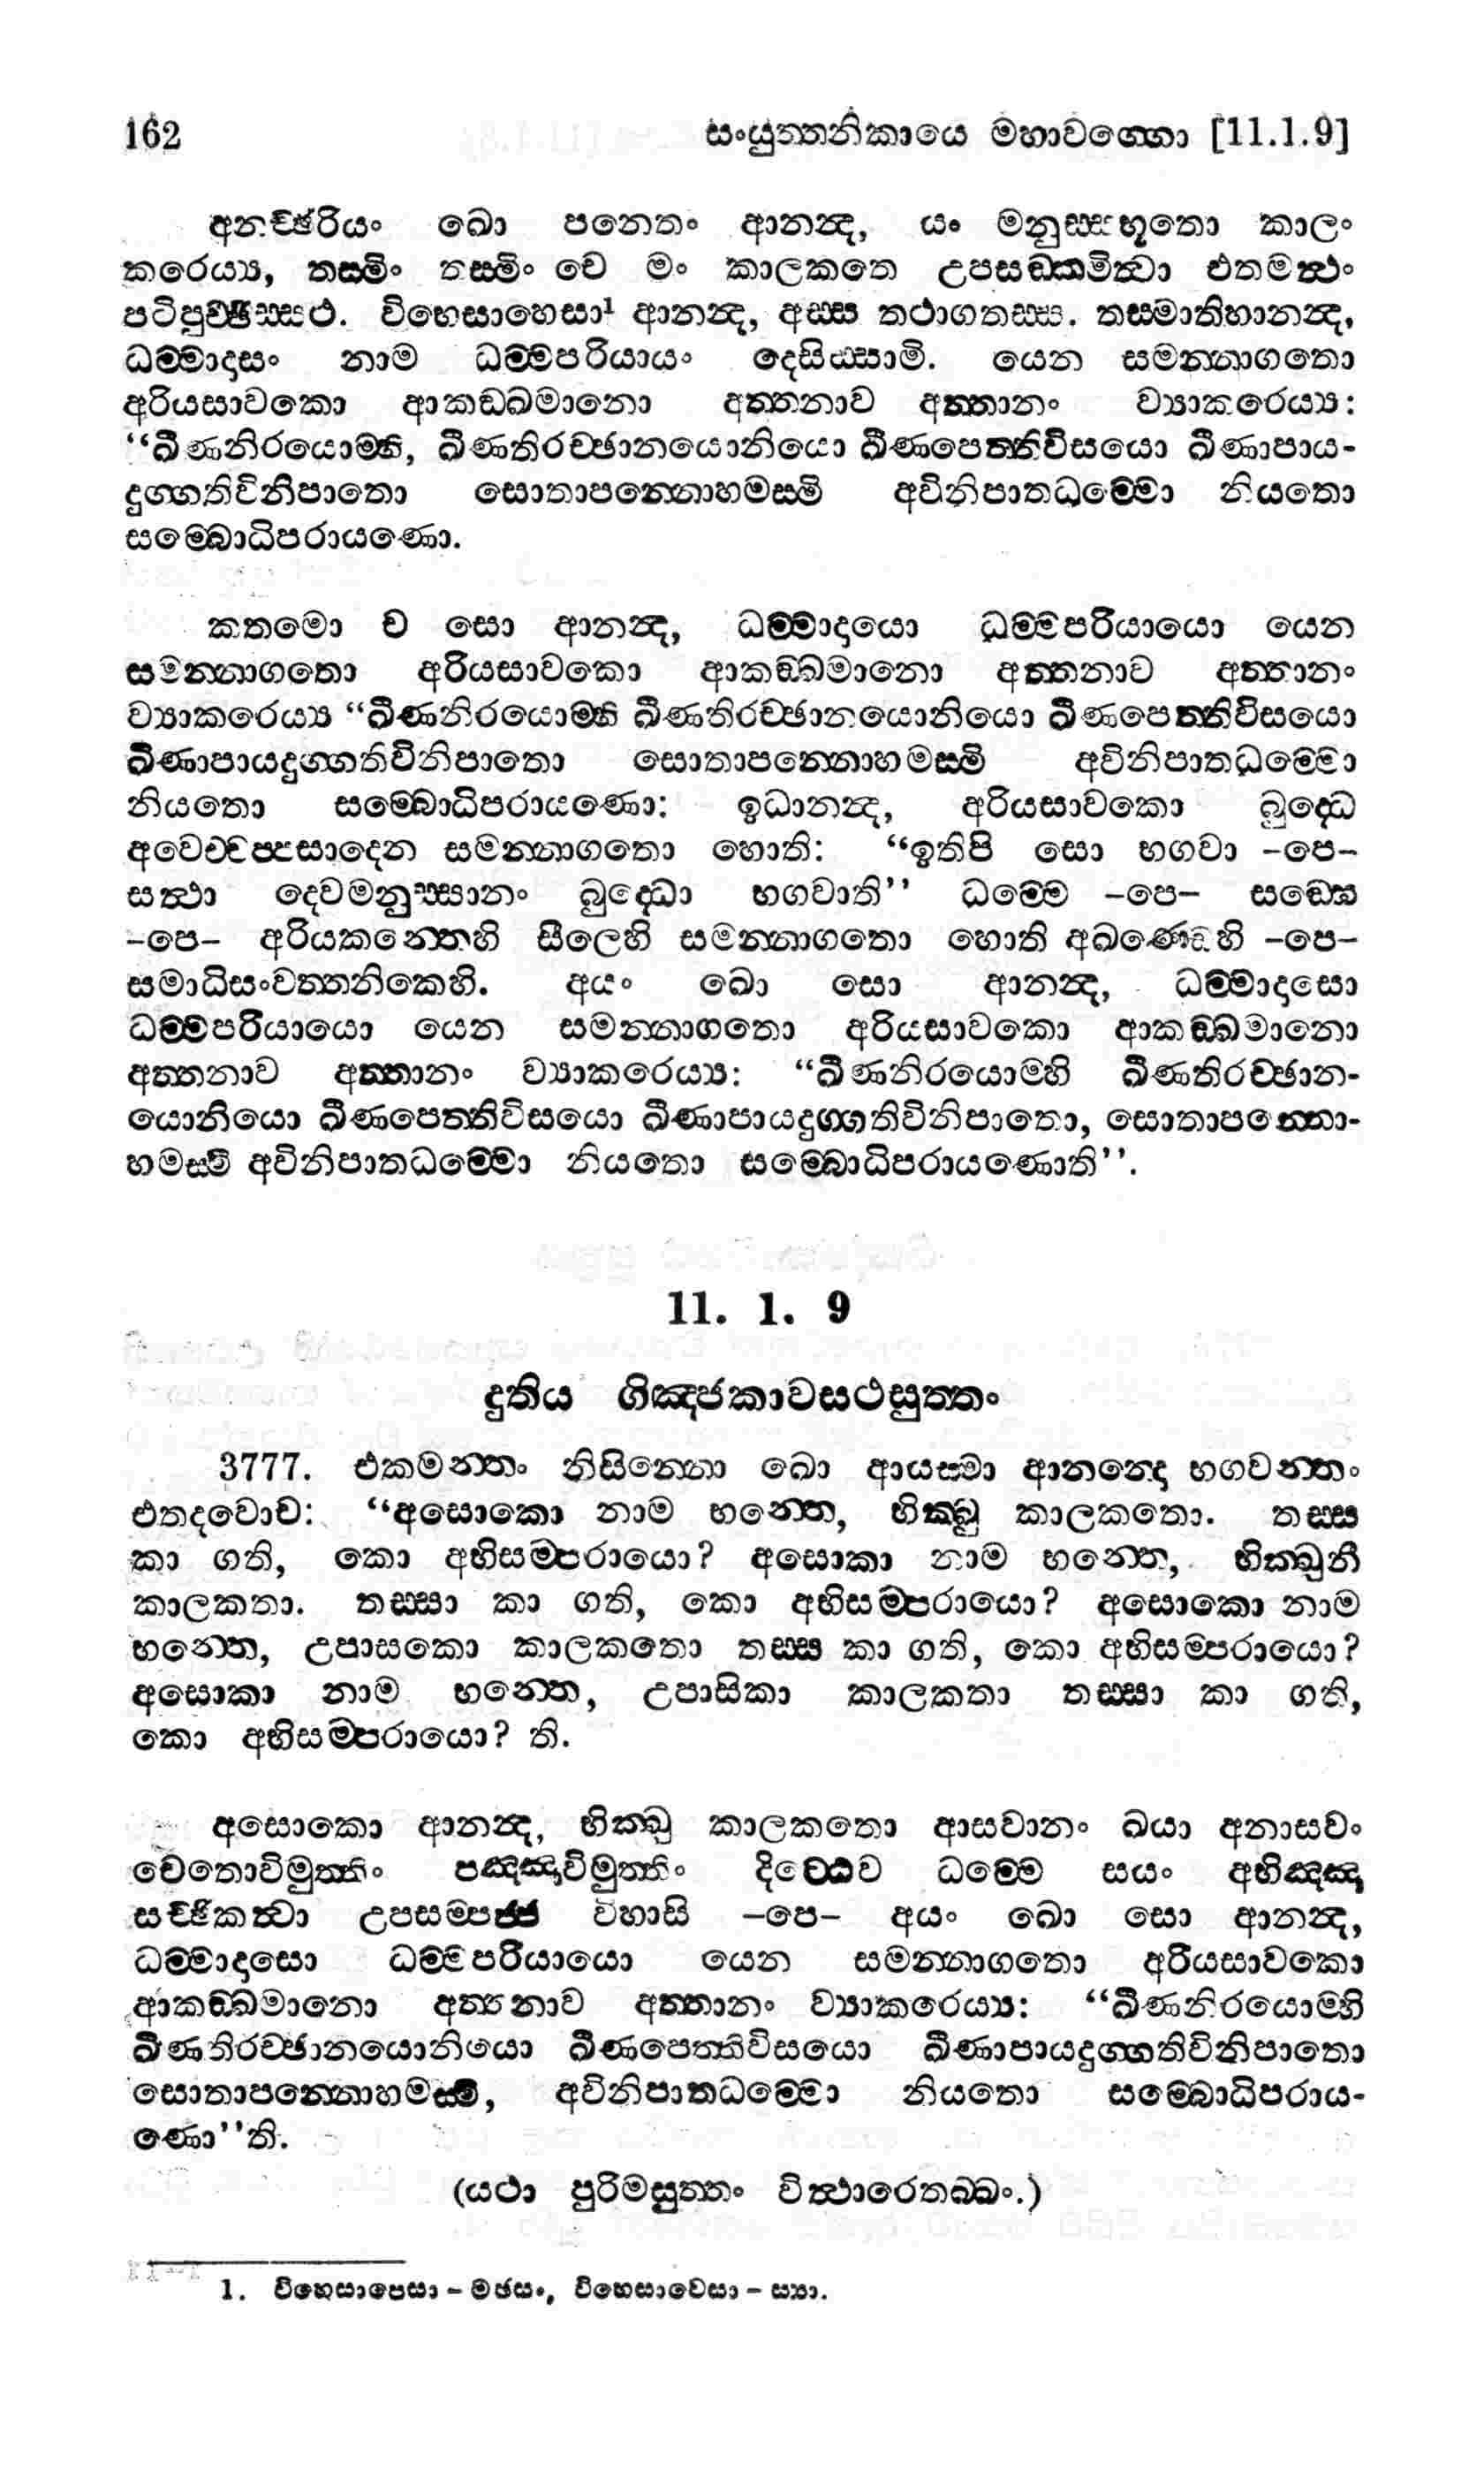 162 සංයුත්තනිකායෙ මහාවග්ගො [11.1.9]
අනච්ඡරියං ඛො පනෙතං ආනන්ද, යං මනුස්සභූතො කාලං
කරෙය්‍ය, තස්මිං තස්මිං චෙ මං කාලකතෙ උපසඞ්කමිත්‍වා එතමත්‍ථං
පටිපුච්ඡිස්සථ. විහෙසාහෙසා1 ආනන්ද, අස්ස තථාගතස්ස. තස්මාතිහානන්ද,
ධම්මාදාසං නාම ධම්මපරියායං දෙසිස්සාමි. යෙන සමන්නාගතො
අරියසාවකො ආකඞ්ඛමානො අත්තනාව අත්තානං ව්‍යාකරෙය්‍ය:
“ඛීණනිරයොම්හි, ඛීණතිරච්ඡානයොනියො ඛීණපෙත්තිවිසයො ඛීණාපාය-
දුග්ගතිවිනිපාතො සොතාපන්නොහමස්මි අවිනිපාතධම්මො නියතො
සම්බොධිපරායණො.
කතමො ච සො ආනන්ද, ධම්මාදායො ධම්මපරියායො යෙන
සමන්නාගතො අරියසාවකො ආකඞ්ඛමානො අත්තනාව අත්තානං
ව්‍යාකරෙය්‍ය “ඛීණනිරයොම්හි ඛීණතිරච්ඡානයොනියො ඛීණපෙත්තිවිසයො
ඛීණාපායදුග්ගතිවිනිපාතො සොතාපන්නොහමස්මි අවිනිපාතධම්මො
නියතො සම්බොධිපරායණො: ඉධානන්ද, අරියසාවකො බුද්ධෙ
අවෙච්චප්පසාදෙන සමන්නාගතො හොති: “ඉතිපි සො භගවා –පෙ–
සත්‍ථා දෙවමනුස්සානං බුද්ධො භගවාති” ධම්මෙ –පෙ– සඞ්ඝෙ
–පෙ– අරියකන්තෙහි සීලෙහි සමන්නාගතො හොති අඛණ්ඩෙහි –පෙ–
සමාධිසංවත්තනිකෙහි. අයං ඛො සො ආනන්ද, ධම්මාදාසො
ධම්මපරියායො යෙන සමන්නාගතො අරියසාවකො ආකඞ්ඛමානො
අත්තනාව අත්තානං ව්‍යාකරෙය්‍ය: “ඛීණනිරයොම්හි ඛීණතිරච්ඡාන-
යොනියො ඛීණපෙත්තිවිසයො ඛීණාපායදුග්ගතිවිනිපාතො, සොතාපන්නො-
හමස්මි අවිනිපාතධම්මො නියතො සම්බොධිපරායණොති”.
11. 1. 9
දුතිය ගිඤ්ජකාවසථසුත්තං
3777. එකමන්තං නිසින්නො ඛො ආයස්මා ආනන්දො භගවන්තං
එතදවොච: “අසොකො නාම භන්තෙ, භික්ඛු කාලකතො. තස්ස
කා ගති, කො අභිසම්පරායො? අසොකා නාම භන්තෙ, භික්ඛුනී
කාලකතා. තස්සා කා ගති, කො අභිසම්පරායො? අසොකො නාම
භන්තෙ, උපාසකො කාලකතො තස්ස කා ගති, කො අභිසම්පරායො?
අසොකා නාම භන්තෙ, උපාසිකා කාලකතා තස්සා කා ගති,
කො අභිසම්පරායො? ති.
අසොකො ආනන්ද, භික්ඛු කාලකතො ආසවානං ඛයා අනාසවං
චෙතොවිමුත්තිං පඤ්ඤාවිමුත්තිං දිට්ඨෙව ධම්මෙ සයං අභිඤ්ඤා
සච්ඡිකත්‍වා උපසම්පජ්ජ විහාසි –පෙ– අයං ඛො සො ආනන්ද,
ධම්මාදාසො ධම්මපරියායො යෙන සමන්නාගතො අරියසාවකො
ආකඞ්ඛමානො අත්තනාව අත්තානං ව්‍යාකරෙය්‍ය: “ඛීණනිරයොම්හි
ඛීණතිරච්ඡානයොනියො ඛීණපෙත්තිවිසයො ඛීණාපායදුග්ගතිවිනිපාතො
සොතාපන්නොහමස්මි, අවිනිපාතධම්මො නියතො සම්බොධිපරාය-
ණො”ති.
(යථා පුරිමසුත්තං විත්‍ථාරෙතබ්බං.)
1. විහෙසාපෙසා – මඡසං, විහෙසාවෙසා – ස්‍යා.